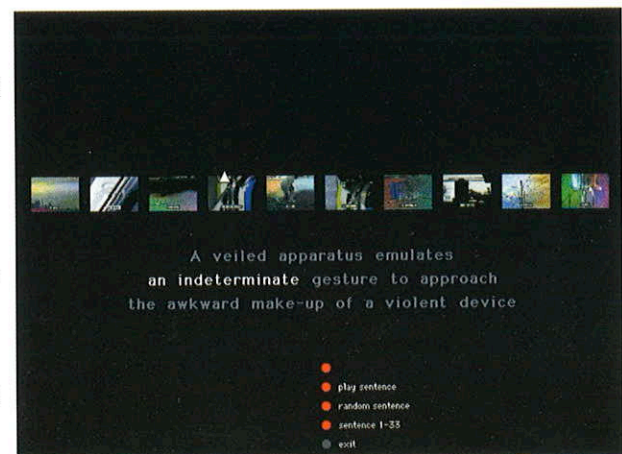 A veiled apparatus emulates
an indeterminate gesture to approach
the awkward make-up of a violent device
play sentence
random sentence
sentence 1-33
exit